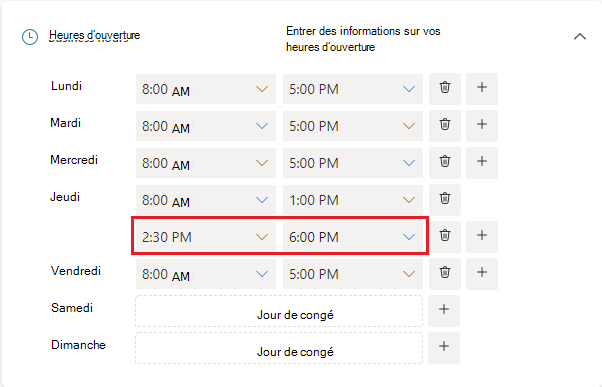 Heures d'ouverture
Entrer des informations sur vos
heures d'ouverture
Lundi 8:00 AM 5:00 PM
Mardi 8:00 AM 5:00 PM
Mercredi 8:00 AM 5:00 PM
Jeudi 8:00 AM 1:00 PM
2:30 PM 6:00 PM
Vendredi 8:00 AM 5:00 PM
Samedi Jour de congé
Dimanche Jour de congé